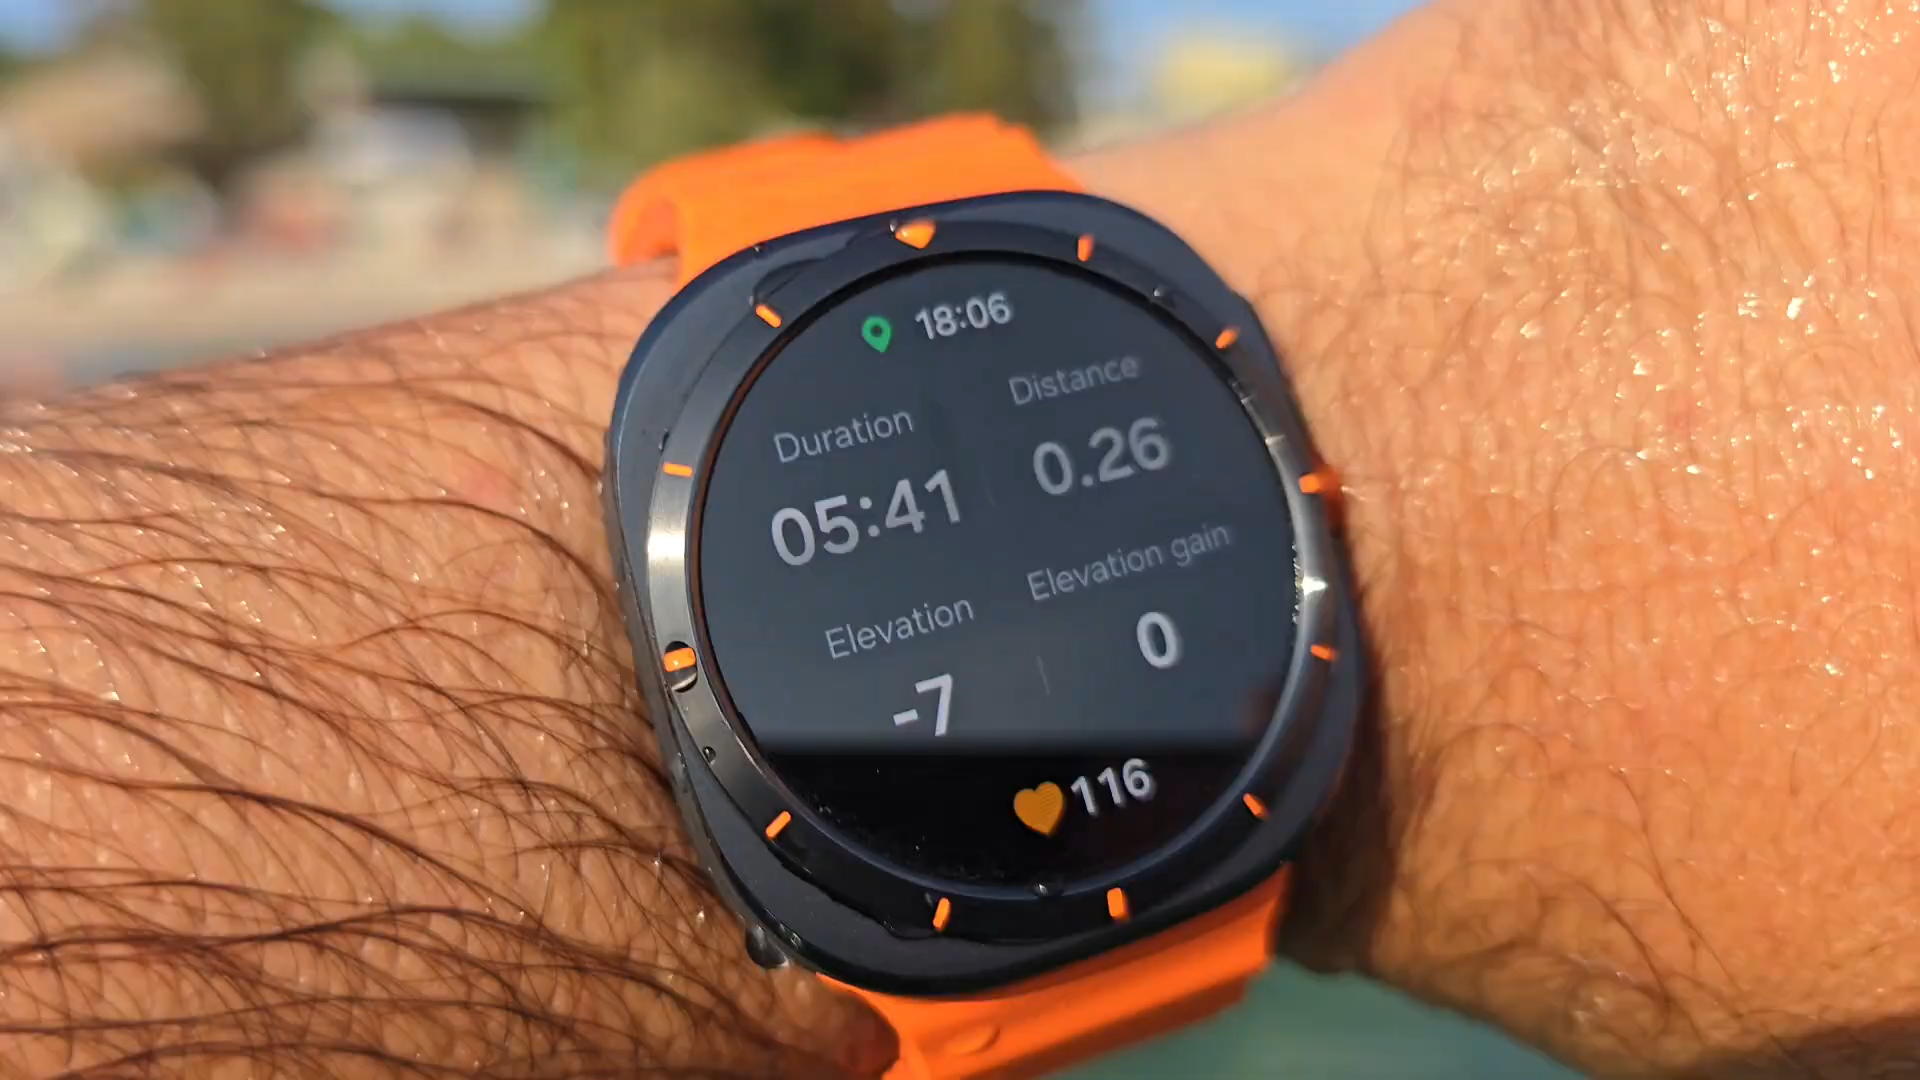 18:06
Duration
Distance
05:41
0.26
Elevation
Elevation gain
-7
0
116